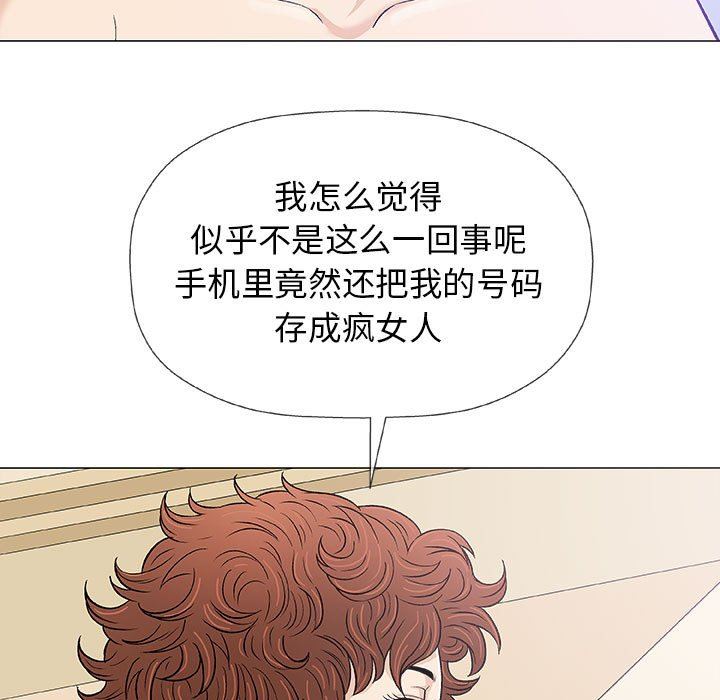 我怎么觉得
似乎不是这么一回事呢
手机里竟然还把我的号码
存成疯女人